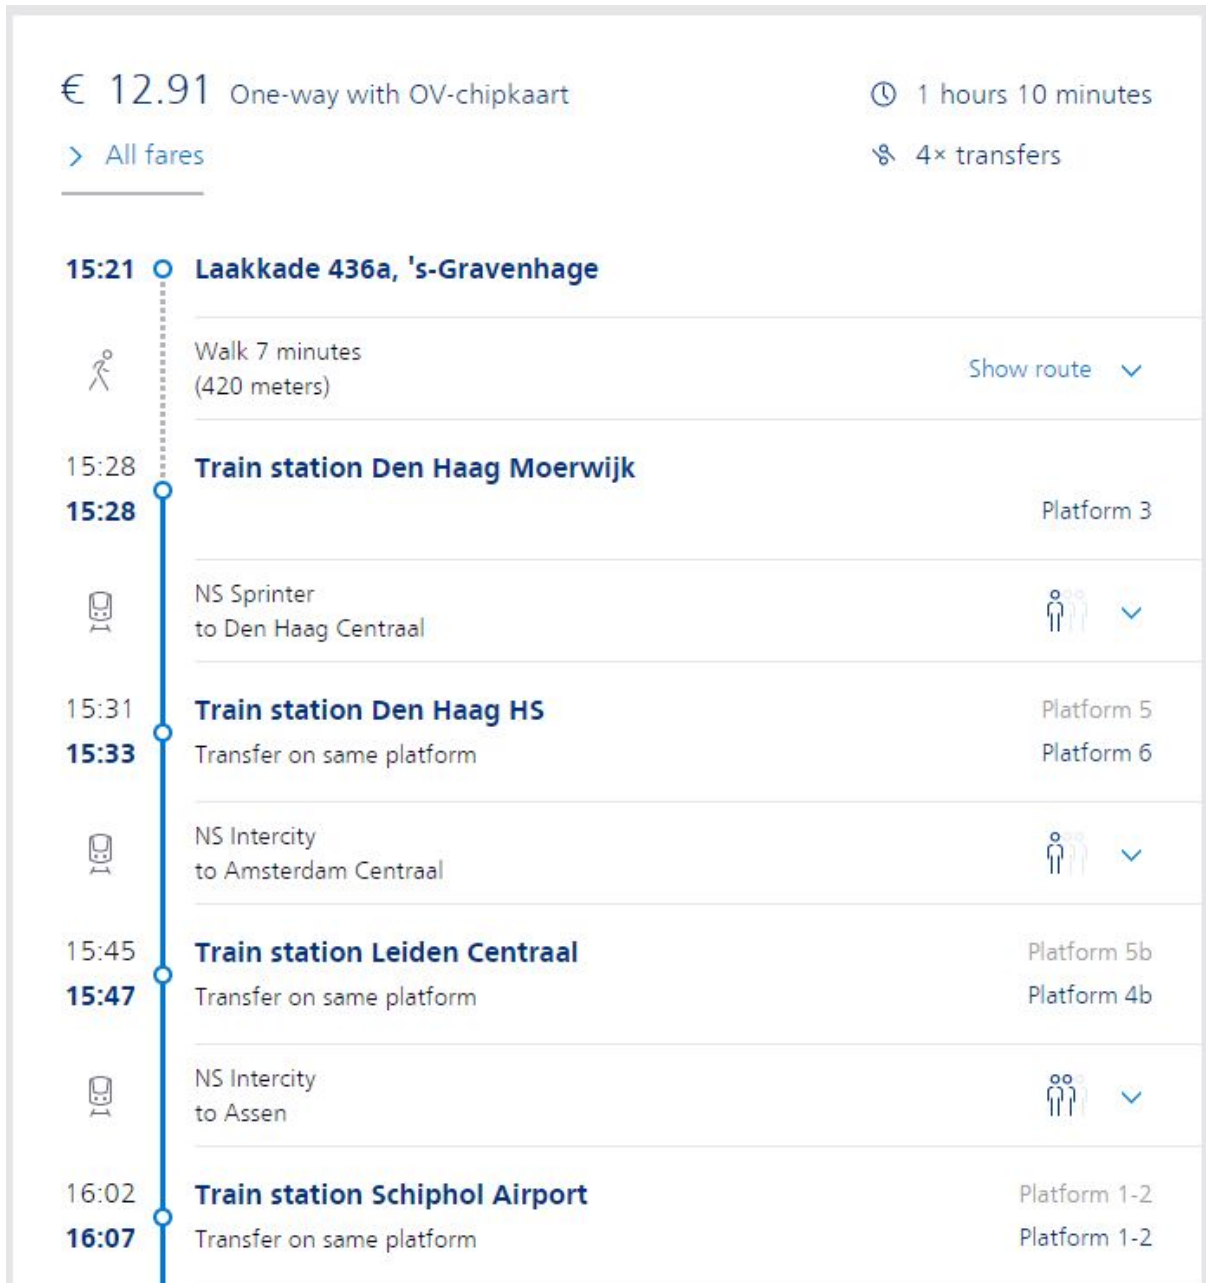 € 12.91 One-way with OV-chipkaart
1 hours 10 minutes
All fares
4× transfers
15:21 Laakkade 436a, 's-Gravenhage
Walk 7 minutes
(420 meters)
Show route
15:28 Train station Den Haag Moerwijk
15:28 Platform 3
NS Sprinter
to Den Haag Centraal
15:31 Train station Den Haag HS Platform 5
15:33 Transfer on same platform Platform 6
NS Intercity
to Amsterdam Centraal
15:45 Train station Leiden Centraal Platform 5b
15:47 Transfer on same platform Platform 4b
NS Intercity
to Assen
16:02 Train station Schiphol Airport Platform 1-2
16:07 Transfer on same platform Platform 1-2